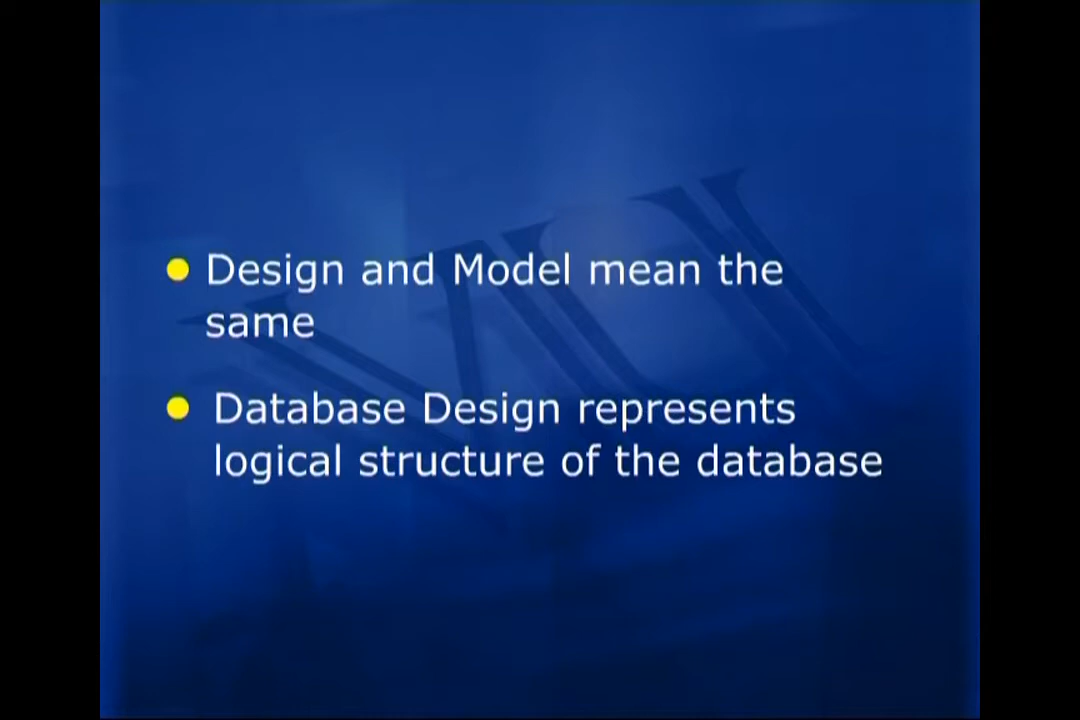 Design and Model mean the
same
Database Design represents
logical structure of the database